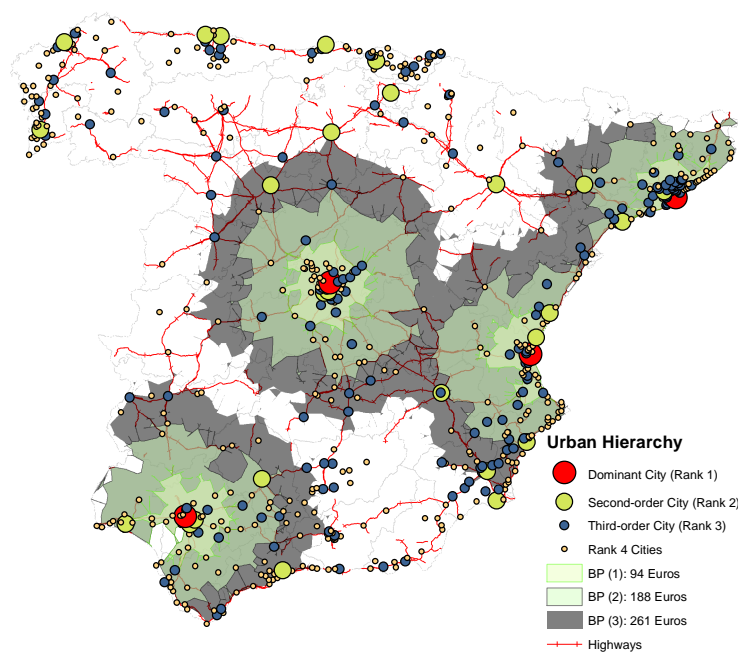 Urban Hierarchy
Dominant City (Rank 1)
Second-order City (Rank 2)
Third-order City (Rank 3)
Rank 4 Cities
BP (1): 94 Euros
BP (2): 188 Euros
BP (3): 261 Euros
Highways